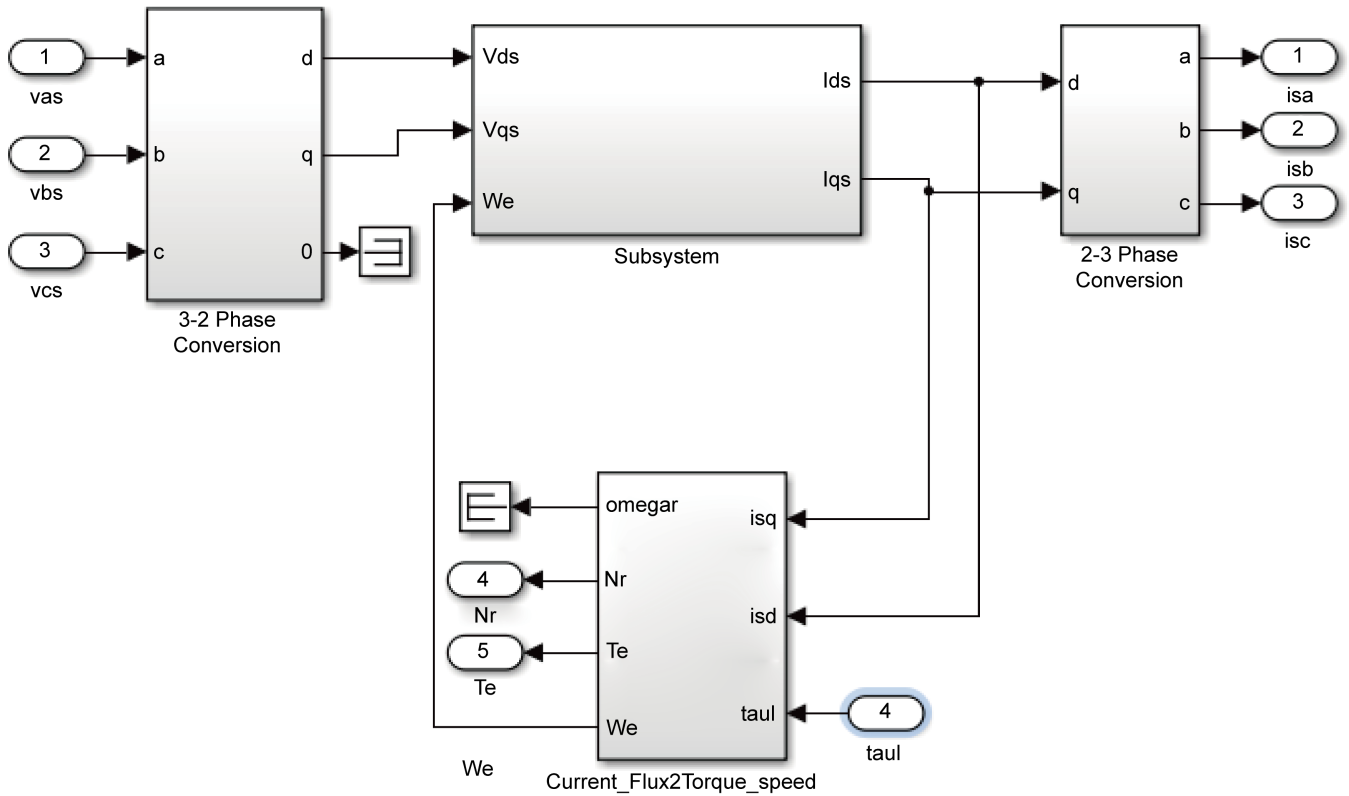 1
vas
2
vbs
3
vcs
a
b
c
d
q
0
3-2 Phase
Conversion
Vds
Vqs
We
Ids
Iqs
Subsystem
d
q
a
b
c
2-3 Phase
Conversion
1
isa
2
isb
3
isc
omegar
Nr
Te
We
isq
isd
taul
4
Nr
5
Te
We
Current_Flux2Torque_speed
4
taul